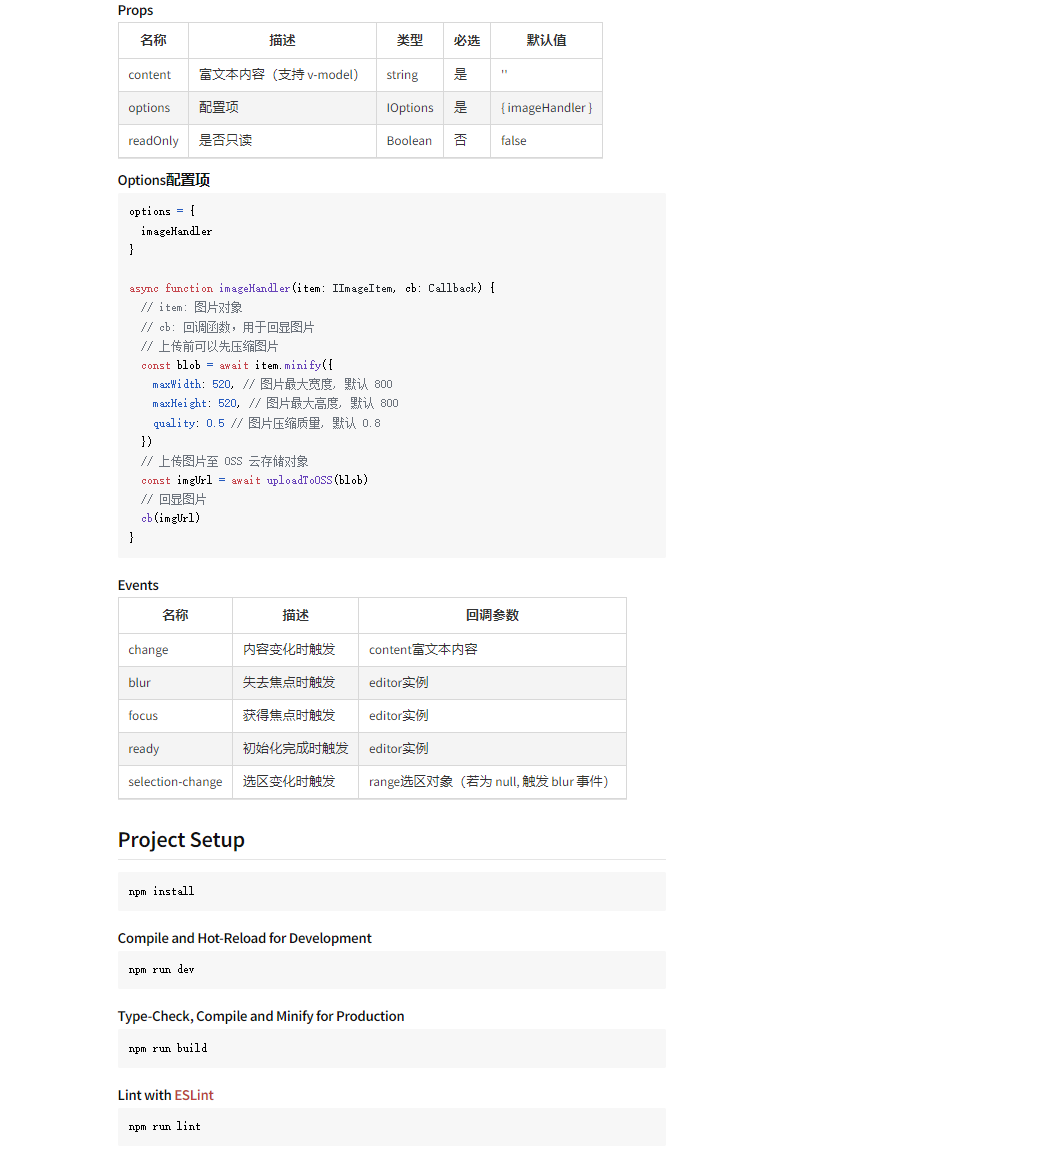 Props
名称 描述 类型 必选 默认值
content 富文本内容（支持 v-model） string 是 ''
options 配置项 IOptions 是 { imageHandler }
readOnly 是否只读 Boolean 否 false
Options配置项
options = {
  imageHandler
}
async function imageHandler(item: IImageItem, cb: Callback) {
  // item: 图片对象
  // cb: 回调函数，用于回显图片
  // 上传前可以先压缩图片
  const blob = await item.minify({
    maxWidth: 520, // 图片最大宽度, 默认 800
    maxHeight: 520, // 图片最大高度, 默认 800
    quality: 0.5 // 图片压缩质量, 默认 0.8
  })
  // 上传图片至 OSS 云存储对象
  const imgUrl = await uploadToOSS(blob)
  // 回显图片
  cb(imgUrl)
}
Events
名称 描述 回调参数
change 内容变化时触发 content富文本内容
blur 失去焦点时触发 editor实例
focus 获得焦点时触发 editor实例
ready 初始化完成时触发 editor实例
selection-change 选区变化时触发 range选区对象（若为 null, 触发 blur 事件）
Project Setup
npm install
Compile and Hot-Reload for Development
npm run dev
Type-Check, Compile and Minify for Production
npm run build
Lint with ESLint
npm run lint